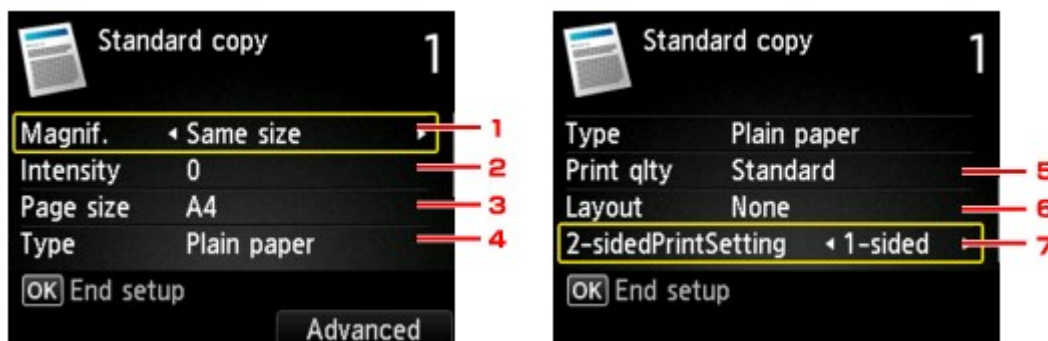 Standard copy 1
Magnif. Same size 1
Intensity 0 2
Page size A4 3
Type Plain paper 4
OK End setup
Advanced
Standard copy 1
Type Plain paper
Print qlty Standard 5
Layout None 6
2-sidedPrintSetting 1-sided 7
OK End setup